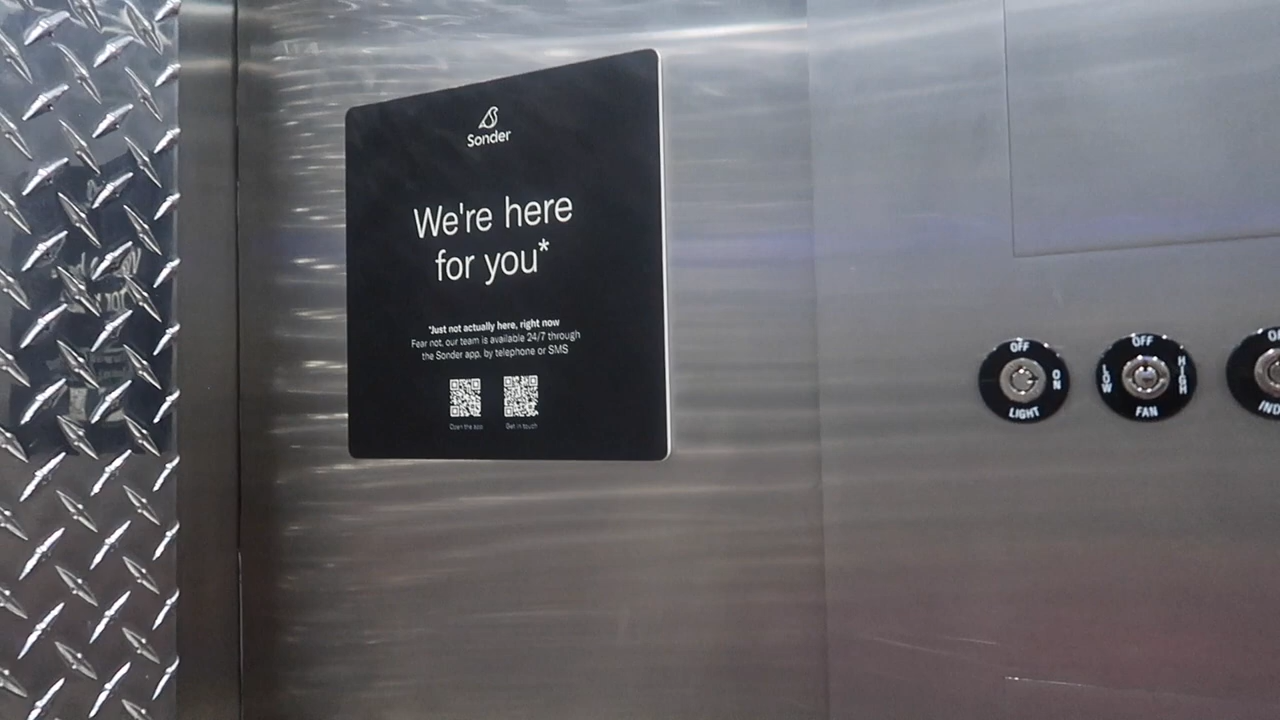 Sonder
We're here
for you*
*Just not actually here, right now
Fear not, our team is available 24/7 through
the Sonder app, by telephone or SMS
Open the app
Get in touch
OFF
ON
LIGHT
OFF
LOW
HIGH
FAN